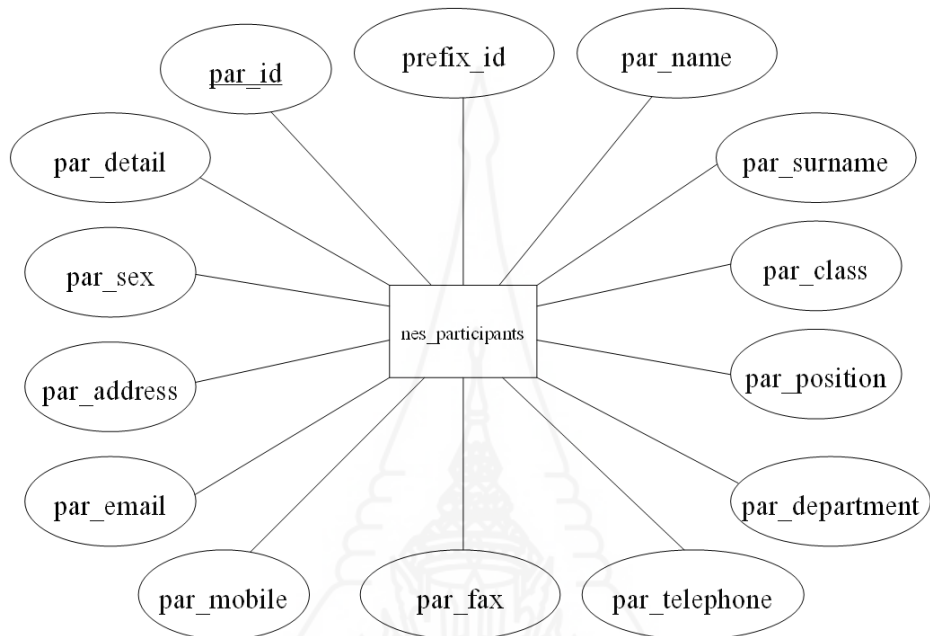 par_id
prefix_id
par_name
par_detail
par_surname
par_sex
par_class
nes_participants
par_address
par_position
par_email
par_department
par_mobile
par_fax
par_telephone